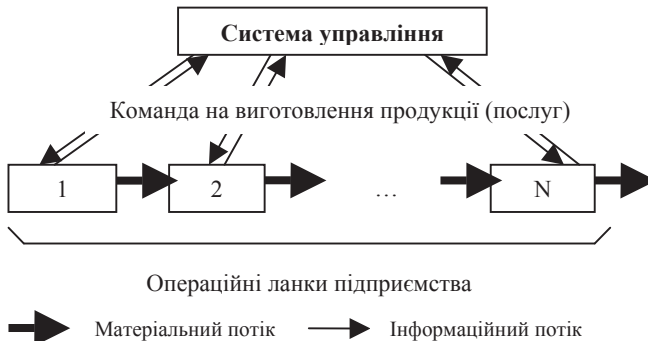 Система управління
Команда на виготовлення продукції (послуг)
1 2 … N
Операційні ланки підприємства
Матеріальний потік Інформаційний потік